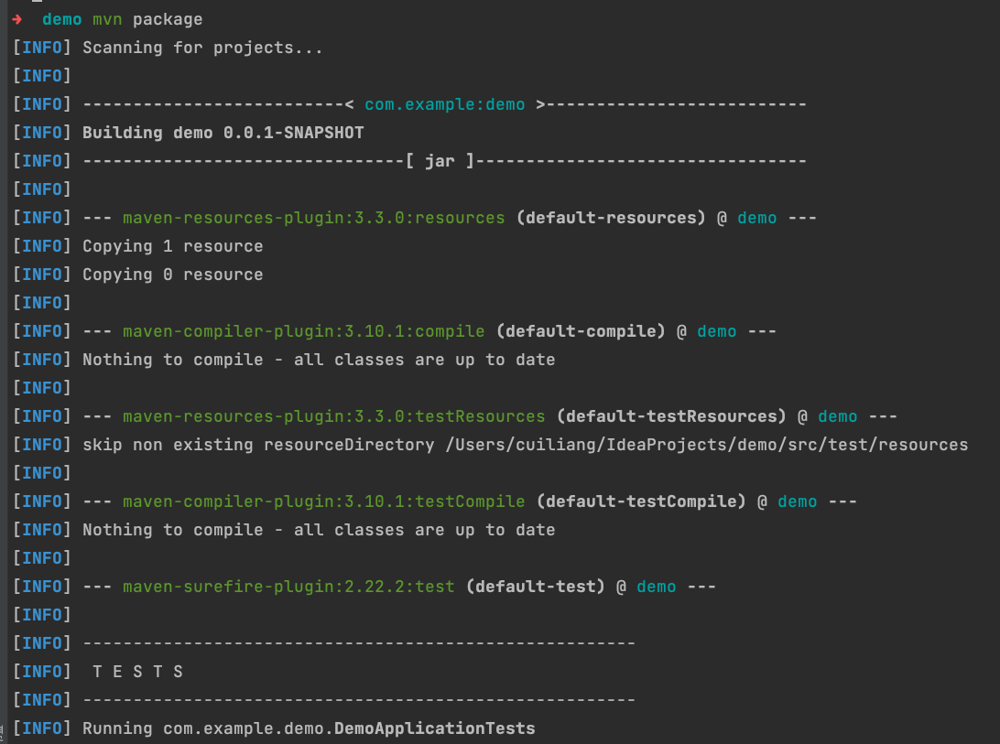 ➜ demo mvn package
[INFO] Scanning for projects...
[INFO]
[INFO] --------------------------< com.example:demo >--------------------------
[INFO] Building demo 0.0.1-SNAPSHOT
[INFO] --------------------------------[ jar ]---------------------------------
[INFO]
[INFO] --- maven-resources-plugin:3.3.0:resources (default-resources) @ demo ---
[INFO] Copying 1 resource
[INFO] Copying 0 resource
[INFO]
[INFO] --- maven-compiler-plugin:3.10.1:compile (default-compile) @ demo ---
[INFO] Nothing to compile - all classes are up to date
[INFO]
[INFO] --- maven-resources-plugin:3.3.0:testResources (default-testResources) @ demo ---
[INFO] skip non existing resourceDirectory /Users/cuiliang/IdeaProjects/demo/src/test/resources
[INFO]
[INFO] --- maven-compiler-plugin:3.10.1:testCompile (default-testCompile) @ demo ---
[INFO] Nothing to compile - all classes are up to date
[INFO]
[INFO] --- maven-surefire-plugin:2.22.2:test (default-test) @ demo ---
[INFO]
[INFO] -------------------------------------------------------
[INFO]  T E S T S
[INFO] -------------------------------------------------------
[INFO] Running com.example.demo.DemoApplicationTests